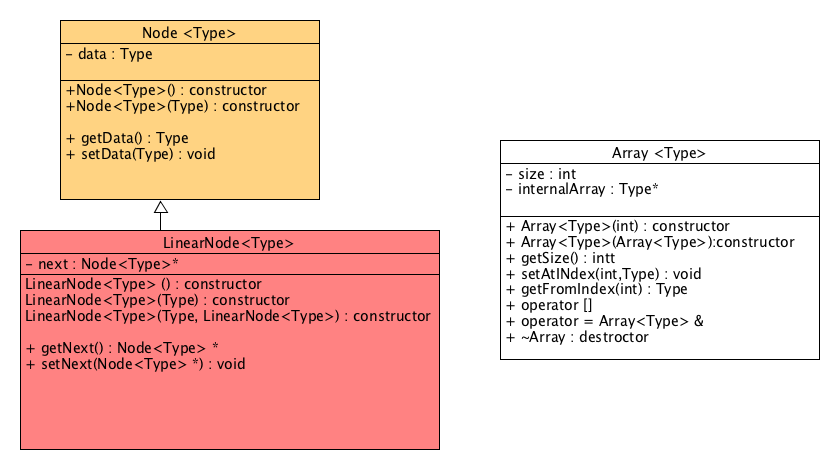 Node <Type>
- data : Type
+Node<Type>() : constructor
+Node<Type>(Type) : constructor
+ getData() : Type
+ setData(Type) : void
LinearNode<Type>
- next : Node<Type>*
LinearNode<Type> () : constructor
LinearNode<Type>(Type) : constructor
LinearNode<Type>(Type, LinearNode<Type>) : constructor
+ getNext() : Node<Type> *
+ setNext(Node<Type> *) : void
Array <Type>
- size : int
- internalArray : Type*
+ Array<Type>(int) : constructor
+ Array<Type>(Array<Type>):constructor
+ getSize() : intt
+ setAtINdex(int,Type) : void
+ getFromIndex(int) : Type
+ operator []
+ operator = Array<Type> &
+ ~Array : destroctor